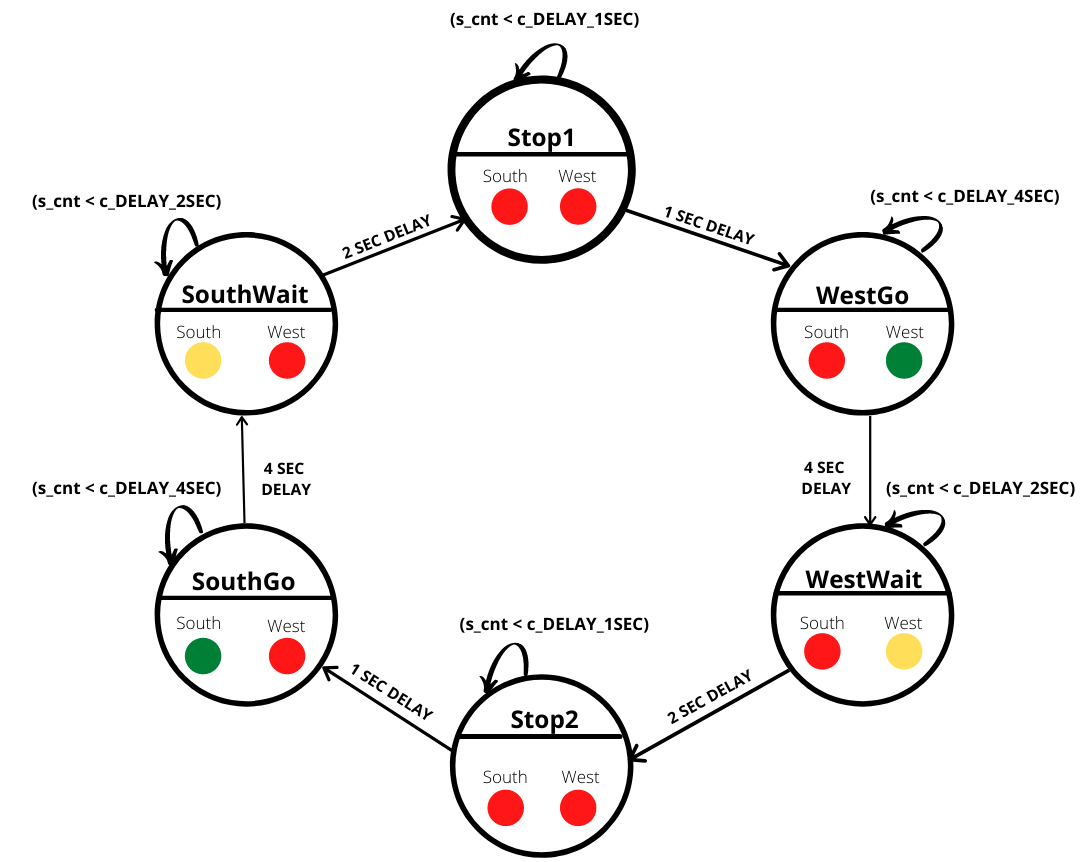 (s_cnt < c_DELAY_1SEC)
Stop1
South West
(s_cnt < c_DELAY_2SEC)
2 SEC DELAY
1 SEC DELAY
(s_cnt < c_DELAY_4SEC)
SouthWait
South West
WestGo
South West
4 SEC
DELAY
4 SEC
DELAY
(s_cnt < c_DELAY_4SEC)
(s_cnt < c_DELAY_2SEC)
SouthGo
South West
WestWait
South West
(s_cnt < c_DELAY_1SEC)
1 SEC DELAY
2 SEC DELAY
Stop2
South West